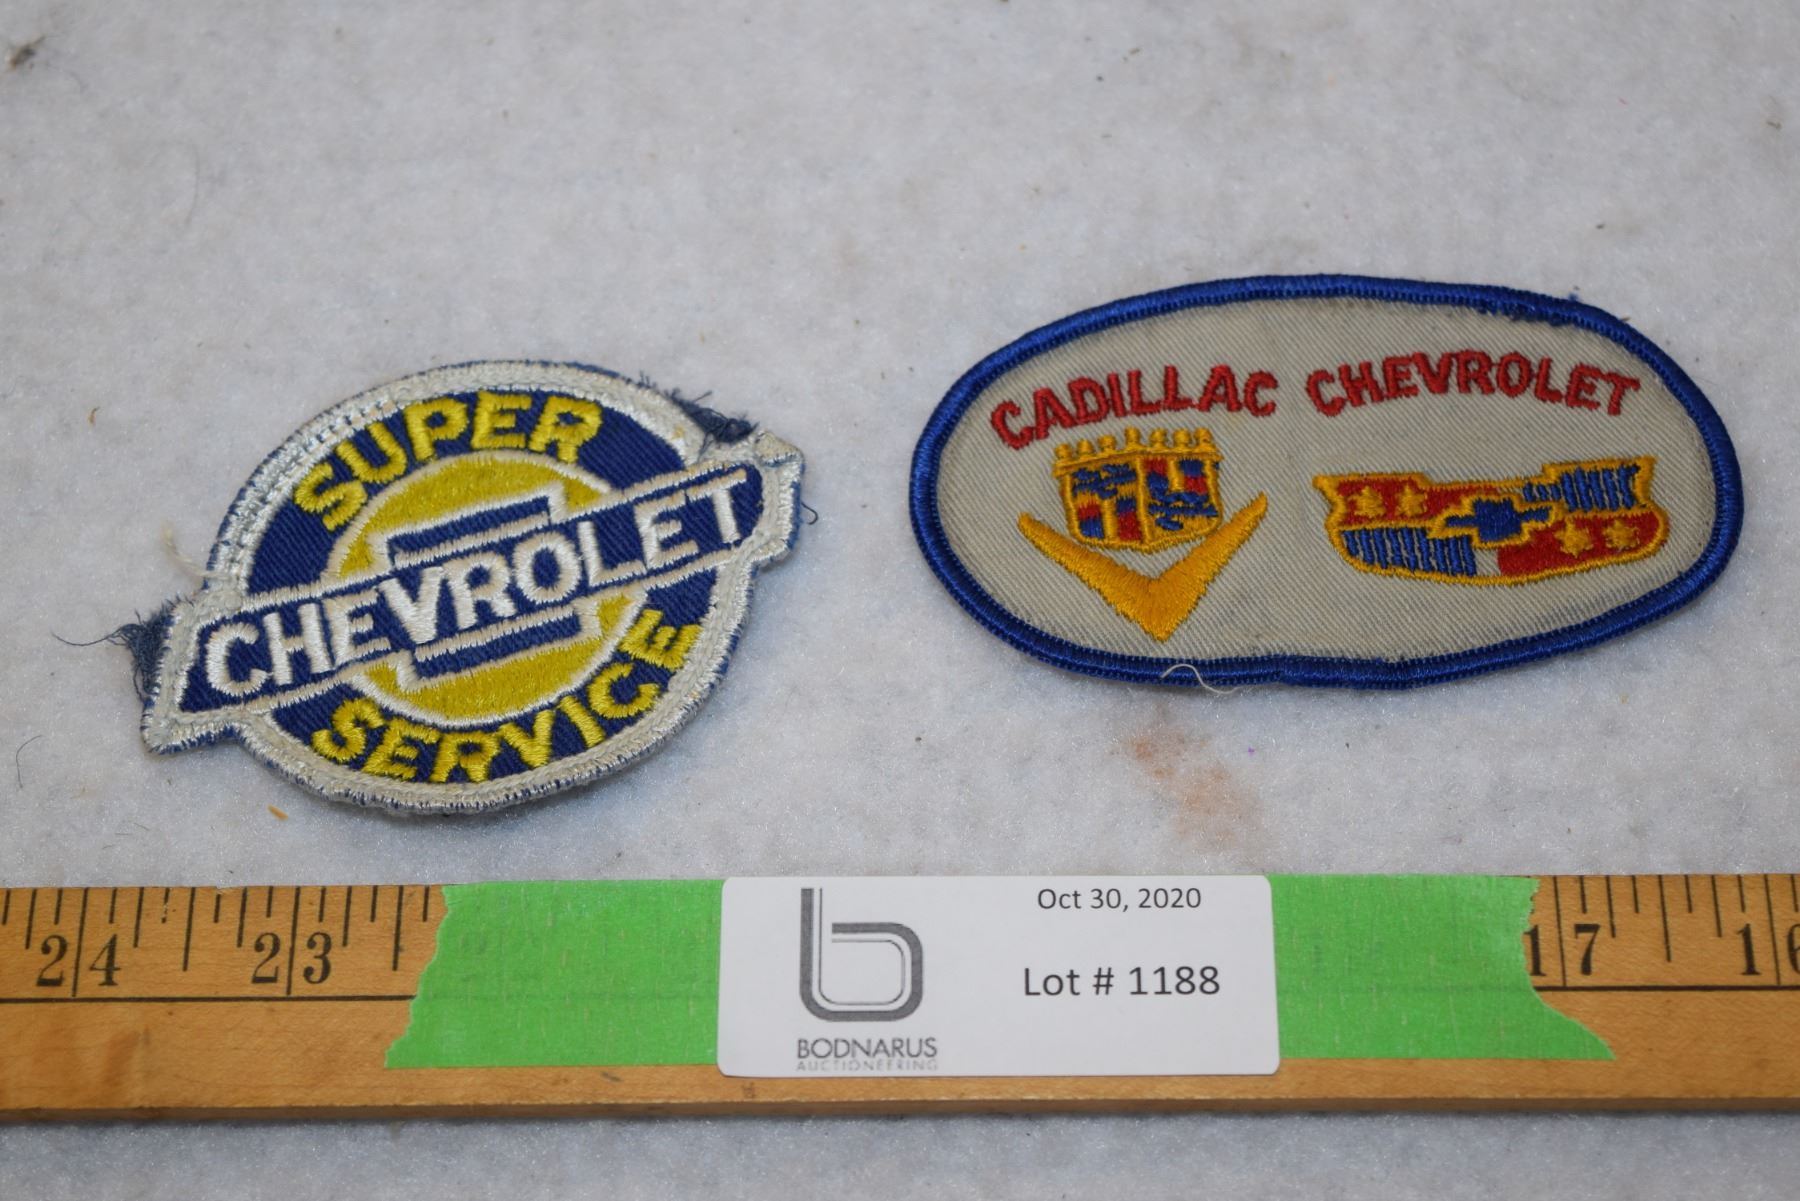 SUPER
CHEVROLET
SERVICE
CADILLAC CHEVROLET
Oct 30, 2020
Lot # 1188
BODNARUS
AUCTIONEERING
24 23 17 16